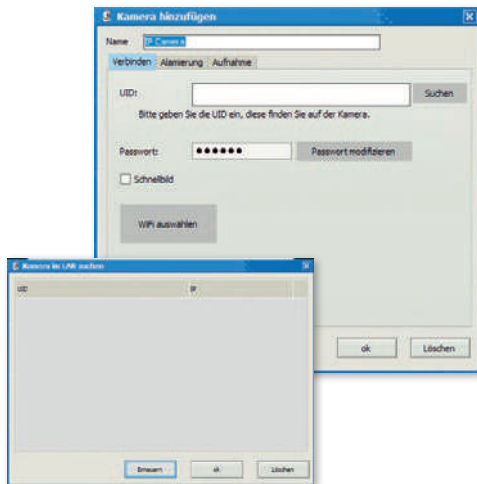 Kamera hinzufügen
Name IP Camera
Verbinden Alamierung Aufnahme
UID: Suchen
Bitte geben Sie die UID ein, diese finden Sie auf der Kamera.
Passwort: ●●●●●● Passwort modifizieren
Schnellbild
WiFi auswählen
ok Löschen
Kamera im LAN suchen
UID IP
Erneuern ok Löschen